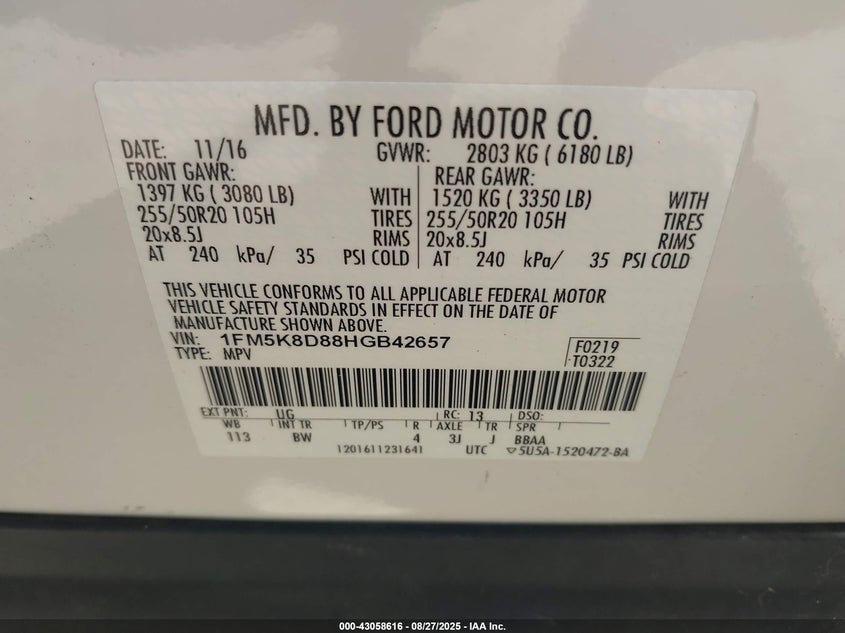 MFD. BY FORD MOTOR CO.
DATE: 11/16 GVWR: 2803 KG ( 6180 LB)
FRONT GAWR: REAR GAWR:
1397 KG ( 3080 LB) WITH 1520 KG ( 3350 LB) WITH
255/50R20 105H TIRES 255/50R20 105H TIRES
20x8.5J RIMS 20x8.5J RIMS
AT 240 kPa/ 35 PSI COLD AT 240 kPa/ 35 PSI COLD
THIS VEHICLE CONFORMS TO ALL APPLICABLE FEDERAL MOTOR
VEHICLE SAFETY STANDARDS IN EFFECT ON THE DATE OF
MANUFACTURE SHOWN ABOVE.
VIN: 1FM5K8D88HGB42657 F0219
TYPE: MPV T0322
EXT PNT: UG RC: 13 DSO:
WB INT TR TP/PS R AXLE TR SPR
113 BW 4 3J J BBAA
1201611231641 UTC ▽5U5A-1520472-BA
000-43058616 - 08/27/2025 - IAA Inc.